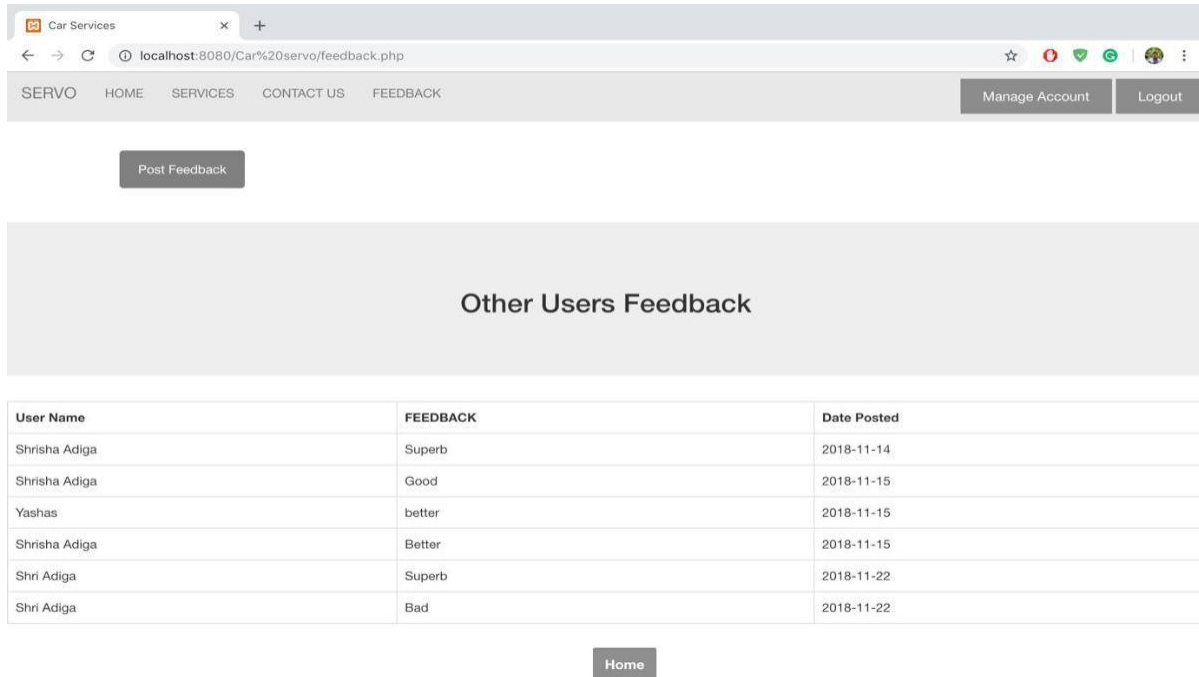 Car Services
localhost:8080/Car%20servo/feedback.php
SERVO HOME SERVICES CONTACT US FEEDBACK Manage Account Logout
Post Feedback
Other Users Feedback
User Name FEEDBACK Date Posted
Shrisha Adiga Superb 2018-11-14
Shrisha Adiga Good 2018-11-15
Yashas better 2018-11-15
Shrisha Adiga Better 2018-11-15
Shri Adiga Superb 2018-11-22
Shri Adiga Bad 2018-11-22
Home